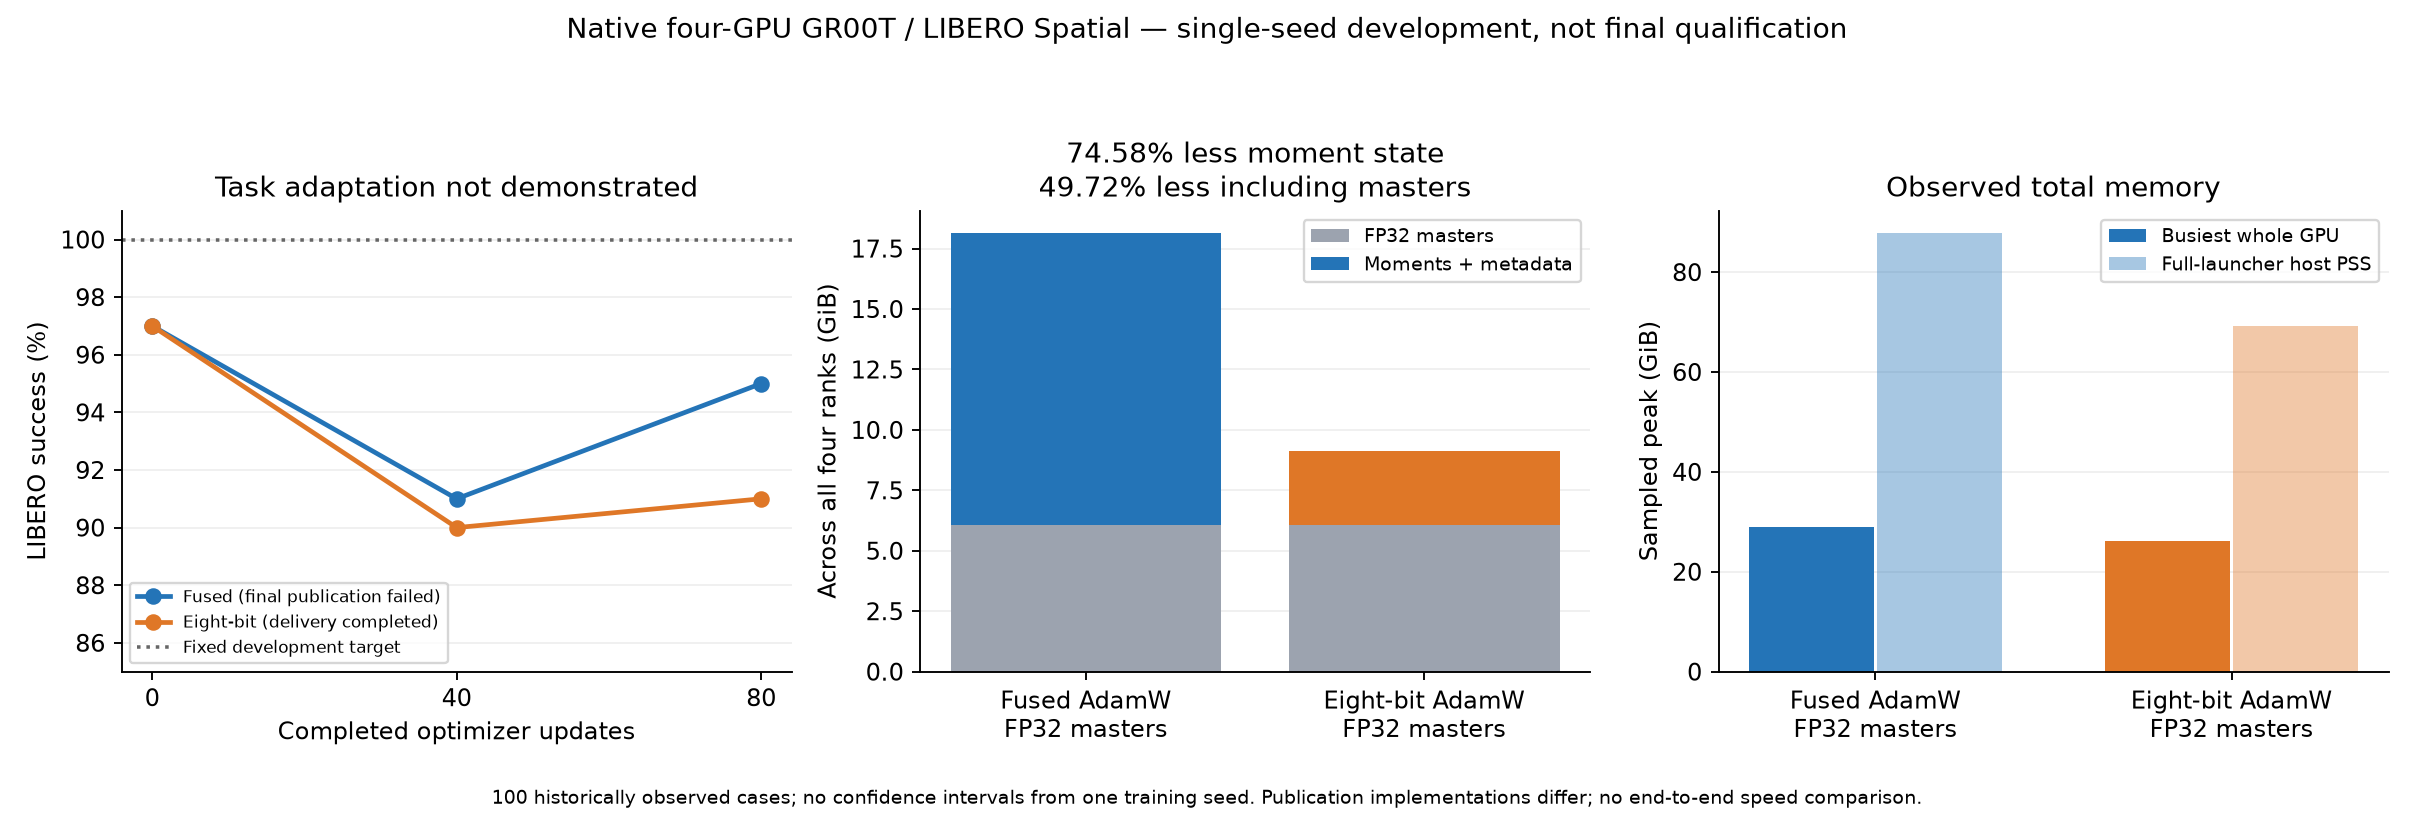 Native four-GPU GR00T / LIBERO Spatial — single-seed development, not final qualification
Task adaptation not demonstrated
LIBERO success (%)
100
98
96
94
92
90
88
86
Fused (final publication failed)
Eight-bit (delivery completed)
Fixed development target
0
40
80
Completed optimizer updates
74.58% less moment state
49.72% less including masters
Across all four ranks (GiB)
17.5
15.0
12.5
10.0
7.5
5.0
2.5
0.0
FP32 masters
Moments + metadata
Fused AdamW
FP32 masters
Eight-bit AdamW
FP32 masters
Observed total memory
Sampled peak (GiB)
80
60
40
20
0
Busiest whole GPU
Full-launcher host PSS
Fused AdamW
FP32 masters
Eight-bit AdamW
FP32 masters
100 historically observed cases; no confidence intervals from one training seed. Publication implementations differ; no end-to-end speed comparison.